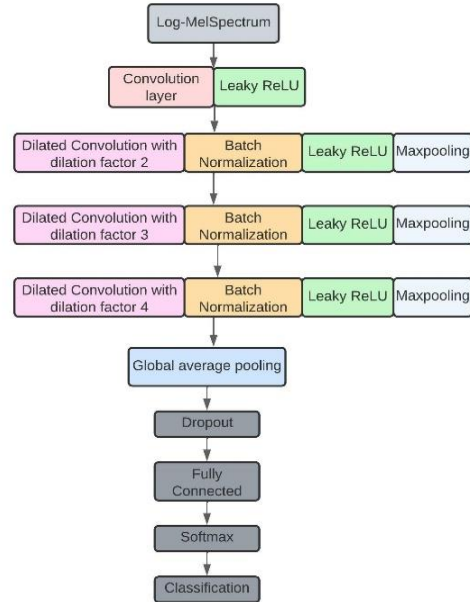 Log-MelSpectrum
Convolution
layer
Leaky ReLU
Dilated Convolution with
dilation factor 2
Batch
Normalization
Leaky ReLU
Maxpooling
Dilated Convolution with
dilation factor 3
Batch
Normalization
Leaky ReLU
Maxpooling
Dilated Convolution with
dilation factor 4
Batch
Normalization
Leaky ReLU
Maxpooling
Global average pooling
Dropout
Fully
Connected
Softmax
Classification